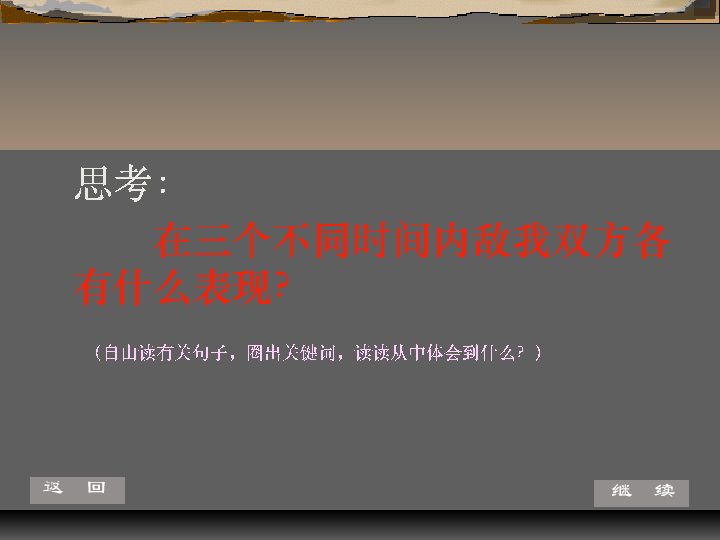 思考：
在三个不同时间内敌我双方各
有什么表现?
（自由读有关句子，圈出关键词，读读从中体会到什么？）
返 回
继 续